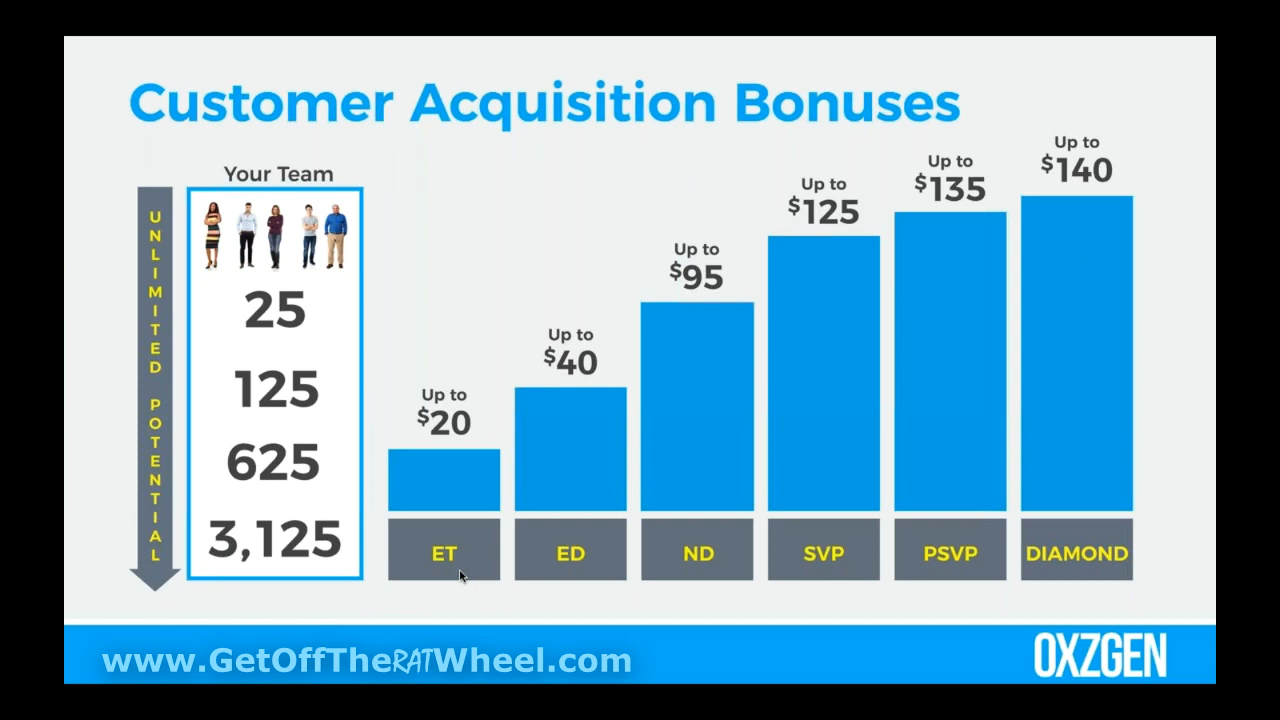 Customer Acquisition Bonuses
Your Team
UNLIMITED POTENTIAL
25
125
625
3,125
Up to
$20
ET
Up to
$40
ED
Up to
$95
ND
Up to
$125
SVP
Up to
$135
PSVP
Up to
$140
DIAMOND
www.GetOffTheRATWheel.com
OXZGEN